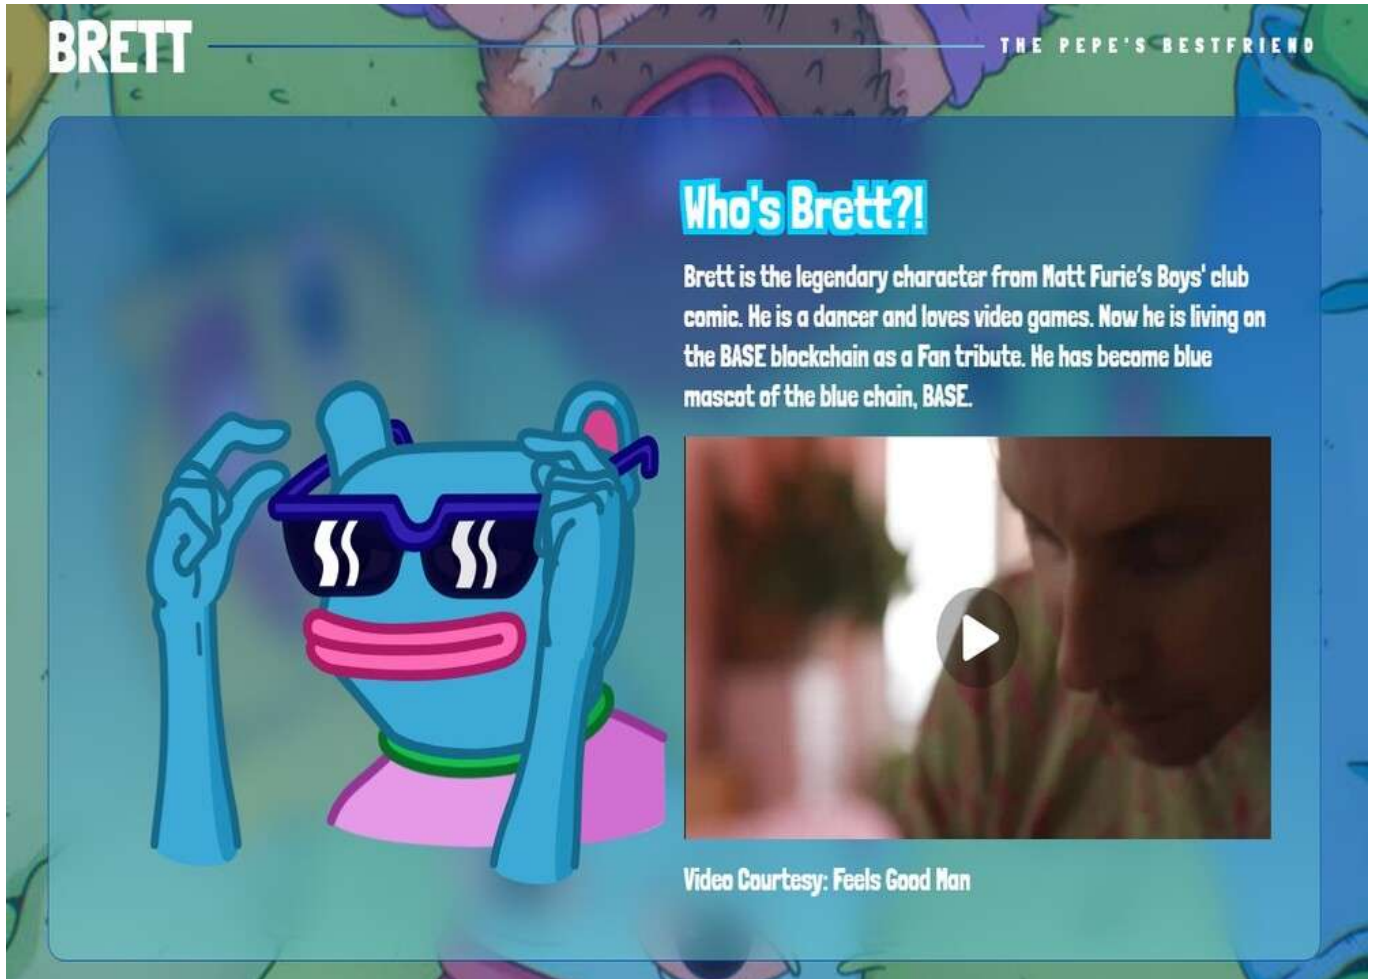 BRETT
THE PEPE'S BESTFRIEND
Who's Brett?!
Brett is the legendary character from Matt Furie's Boys' club
comic. He is a dancer and loves video games. Now he is living on
the BASE blockchain as a Fan tribute. He has become blue
mascot of the blue chain, BASE.
Video Courtesy: Feels Good Man